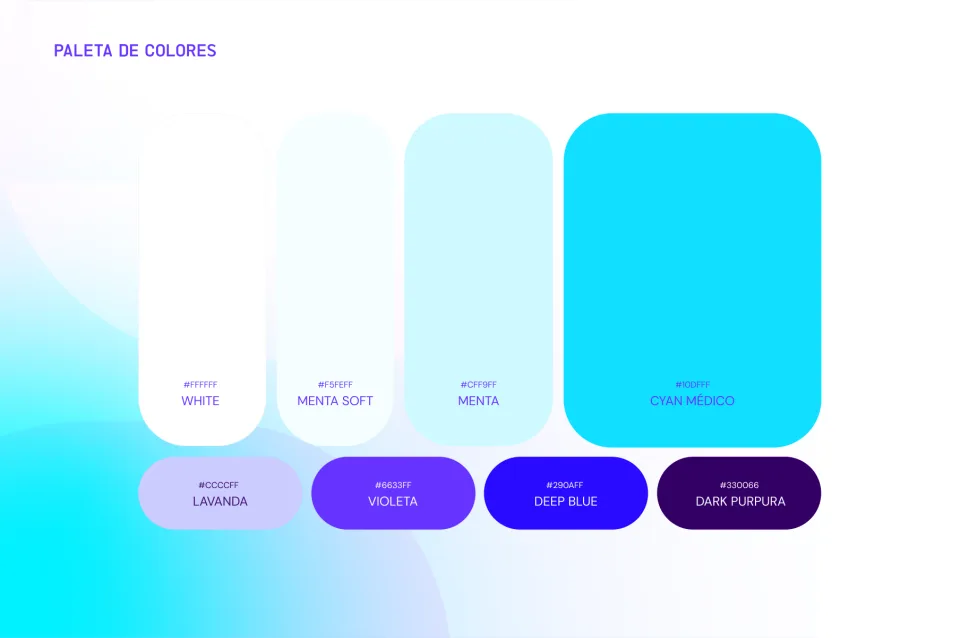 PALETA DE COLORES
#FFFFFF
WHITE
#F5FEFF
MENTA SOFT
#CFF9FF
MENTA
#10DFFF
CYAN MÉDICO
#CCCCFF
LAVANDA
#6633FF
VIOLETA
#290AFF
DEEP BLUE
#330066
DARK PURPURA